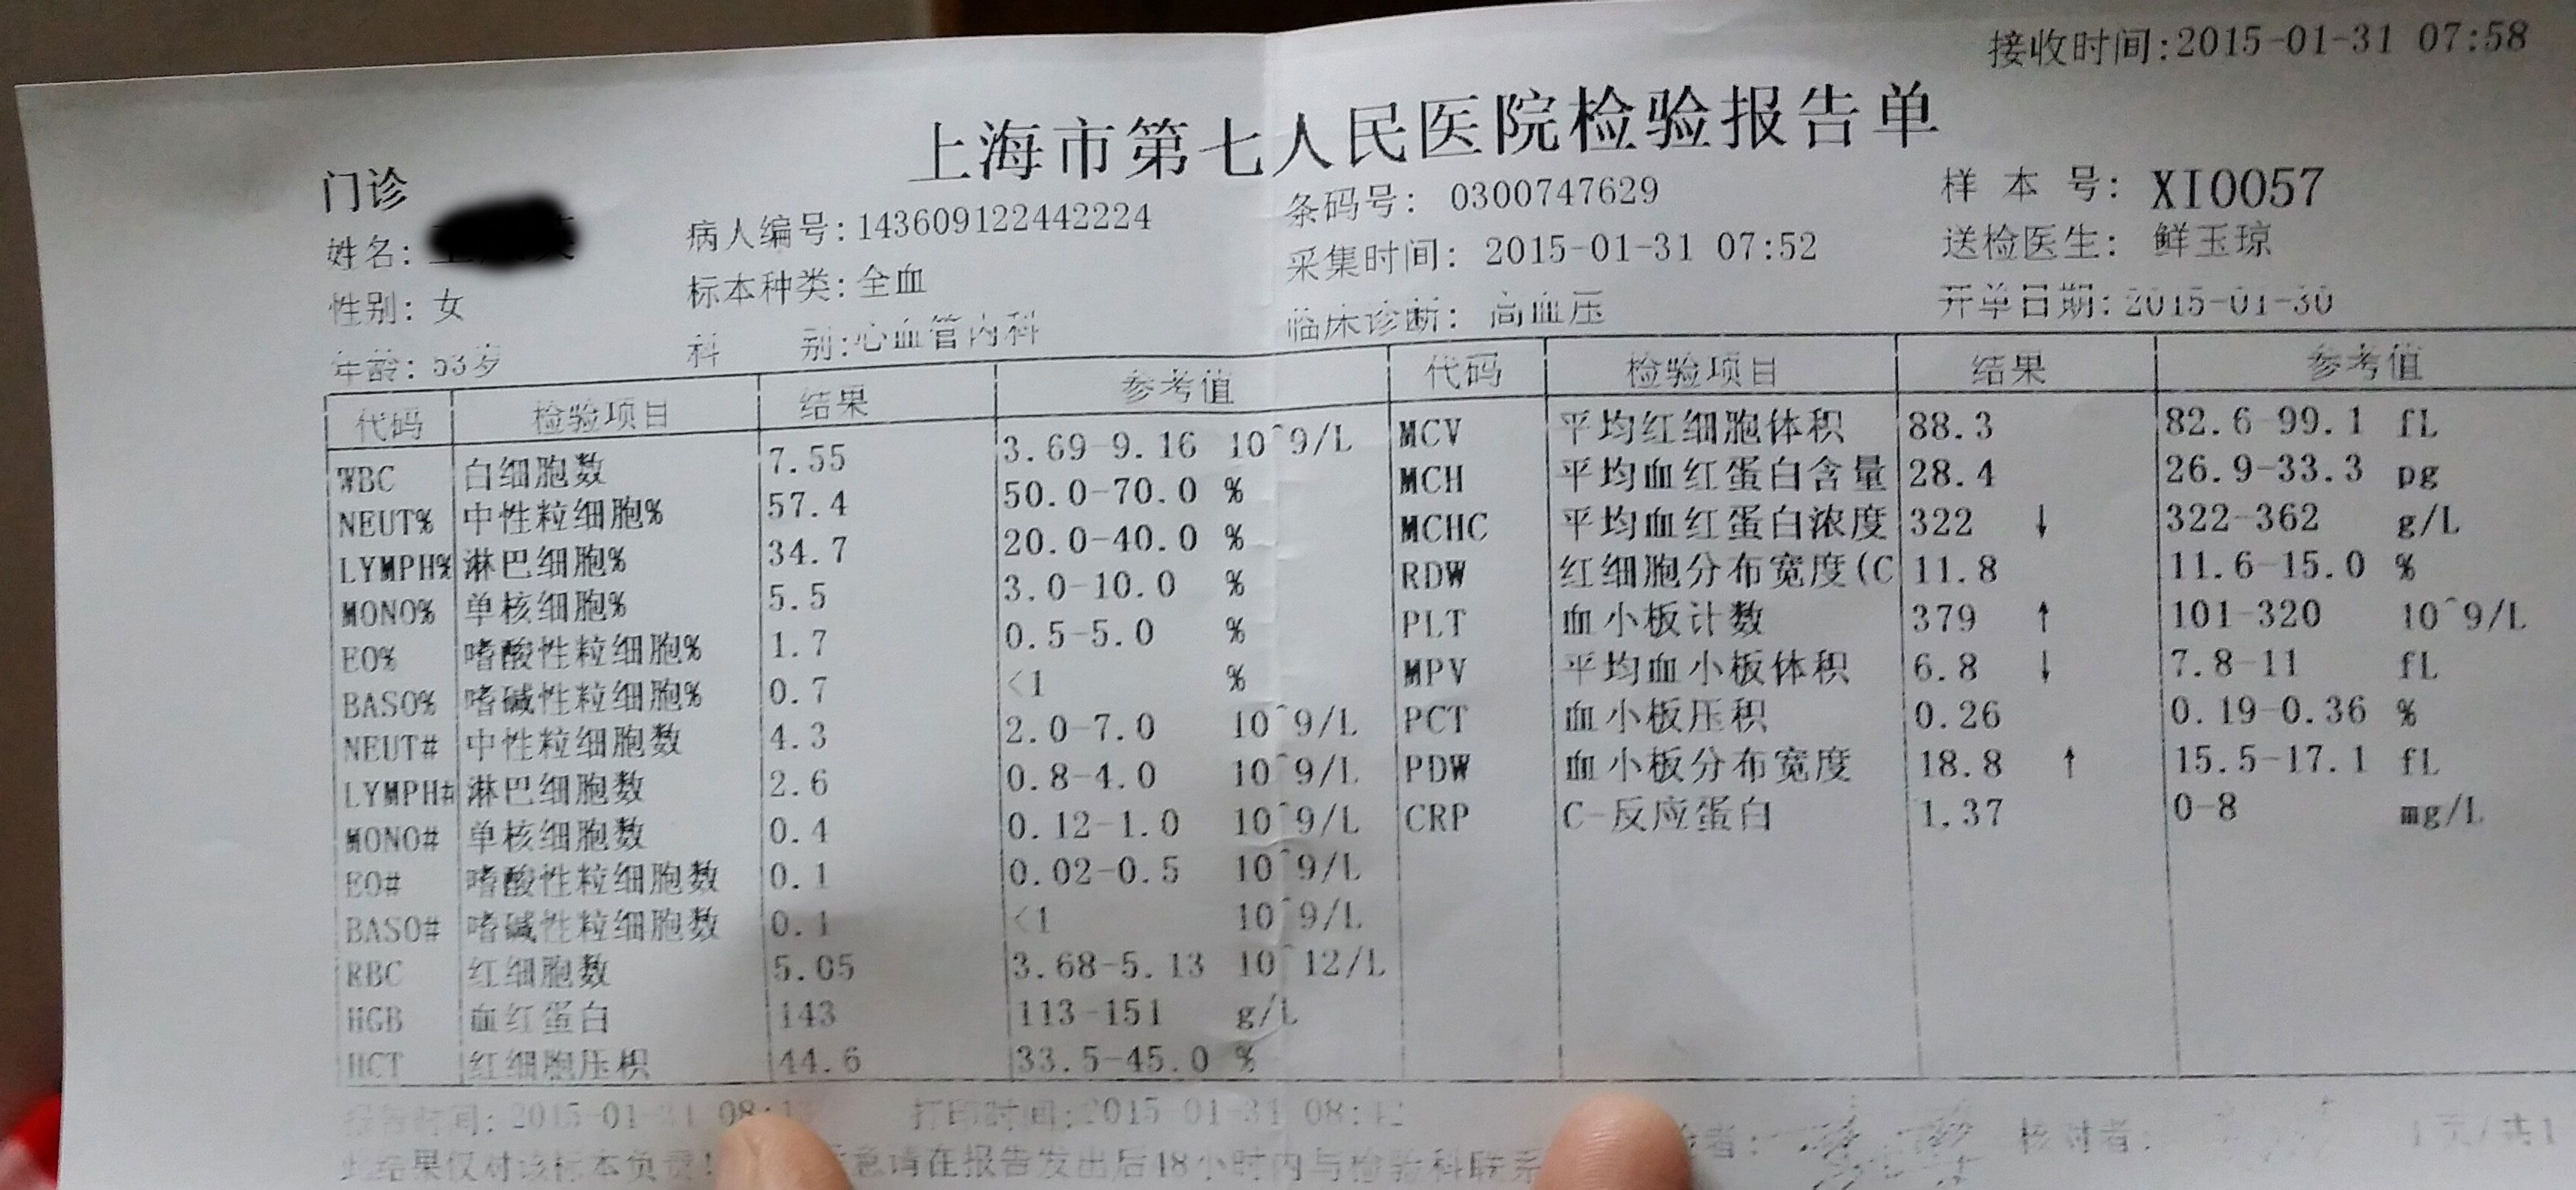 接收时间:2015-01-31 07:58
上海市第七人民医院检验报告单
门诊
姓名:
病人编号:143609122442224
条码号: 0300747629
样 本 号: XI0057
性别: 女
标本种类:全血
采集时间: 2015-01-31 07:52
送检医生: 鲜玉琼
年龄: 53岁
科 别:心血管内科
临床诊断: 高血压
开单日期:2015-01-30
代码 检验项目 结果 参考值 代码 检验项目 结果 参考值
WBC 白细胞数 7.55 3.69-9.16 10^9/L MCV 平均红细胞体积 88.3 82.6-99.1 fL
NEUT% 中性粒细胞% 57.4 50.0-70.0 % MCH 平均血红蛋白含量 28.4 26.9-33.3 pg
LYMPH% 淋巴细胞% 34.7 20.0-40.0 % MCHC 平均血红蛋白浓度 322 ↓ 322-362 g/L
MONO% 单核细胞% 5.5 3.0-10.0 % RDW 红细胞分布宽度(C 11.8 11.6-15.0 %
EO% 嗜酸性粒细胞% 1.7 0.5-5.0 % PLT 血小板计数 379 ↑ 101-320 10^9/L
BASO% 嗜碱性粒细胞% 0.7 <1 % MPV 平均血小板体积 6.8 ↓ 7.8-11 fL
NEUT# 中性粒细胞数 4.3 2.0-7.0 10^9/L PCT 血小板压积 0.26 0.19-0.36 %
LYMPH# 淋巴细胞数 2.6 0.8-4.0 10^9/L PDW 血小板分布宽度 18.8 ↑ 15.5-17.1 fL
MONO# 单核细胞数 0.4 0.12-1.0 10^9/L CRP C-反应蛋白 1.37 0-8 mg/L
EO# 嗜酸性粒细胞数 0.1 0.02-0.5 10^9/L
BASO# 嗜碱性粒细胞数 0.1 <1 10^9/L
RBC 红细胞数 5.05 3.68-5.13 10^12/L
HGB 血红蛋白 143 113-151 g/L
HCT 红细胞压积 44.6 33.5-45.0 %
报告时间:2015-01-31 08: 打印时间:2015-01-31 08:42 者: 核对者: 1页/共1
此结果仅对该标本负责! 请在报告发出后48小时内与检验科联系